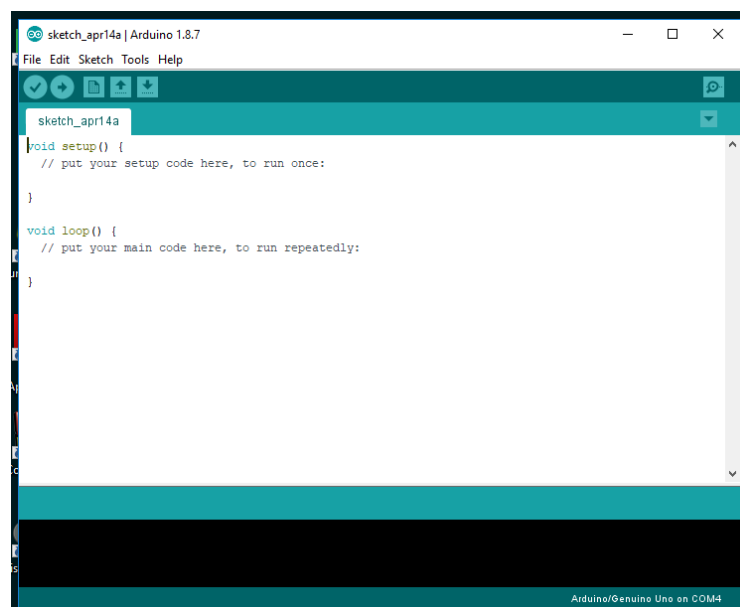 sketch_apr14a | Arduino 1.8.7
File Edit Sketch Tools Help
sketch_apr14a
void setup() {
  // put your setup code here, to run once:
}
void loop() {
  // put your main code here, to run repeatedly:
}
Arduino/Genuino Uno on COM4